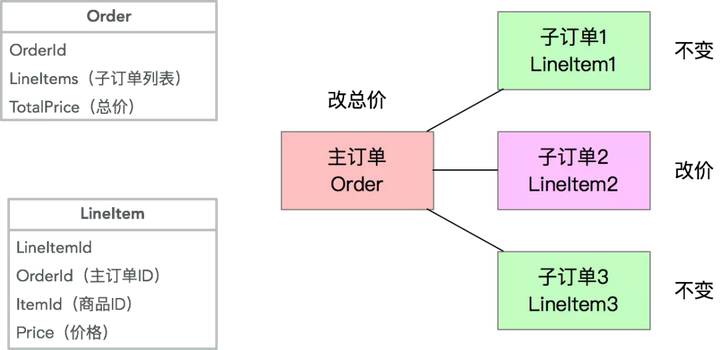 Order
OrderId
LineItems（子订单列表）
TotalPrice（总价）
LineItem
LineItemId
OrderId（主订单ID）
ItemId（商品ID）
Price（价格）
改总价
主订单
Order
子订单1
LineItem1
不变
子订单2
LineItem2
改价
子订单3
LineItem3
不变